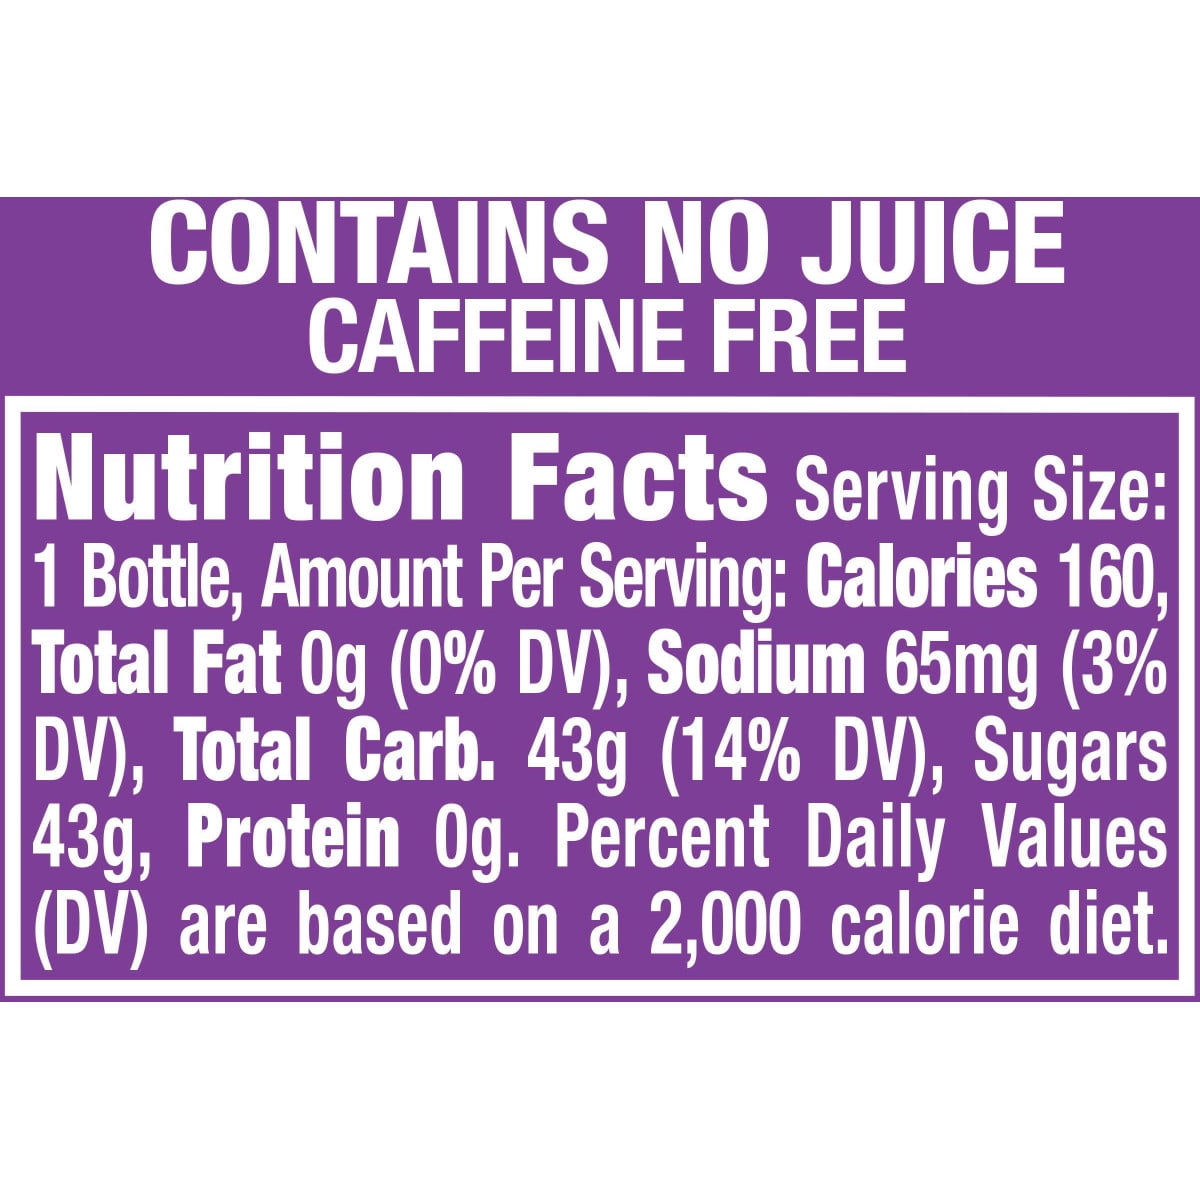 CONTAINS NO JUICE
CAFFEINE FREE
Nutrition Facts Serving Size:
1 Bottle, Amount Per Serving: Calories 160,
Total Fat 0g (0% DV), Sodium 65mg (3%
DV), Total Carb. 43g (14% DV), Sugars
43g, Protein 0g. Percent Daily Values
(DV) are based on a 2,000 calorie diet.